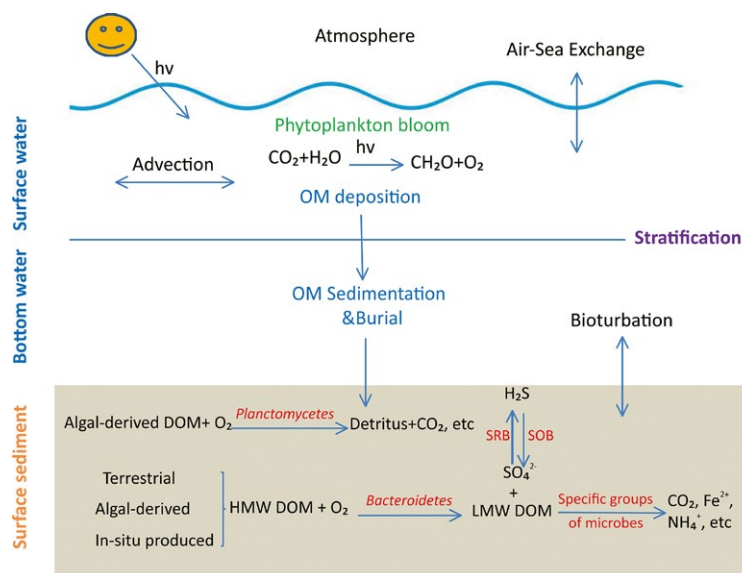 Atmosphere
Air-Sea Exchange
hv
Surface water
Phytoplankton bloom
Advection
CO₂+H₂O
hv
CH₂O+O₂
OM deposition
Stratification
Bottom water
OM Sedimentation
&Burial
Bioturbation
Surface sediment
H₂S
Algal-derived DOM+ O₂
Planctomycetes
Detritus+CO₂, etc
SRB
SOB
SO₄²⁻
+
Terrestrial
Algal-derived
In-situ produced
HMW DOM + O₂
Bacteroidetes
LMW DOM
Specific groups
of microbes
CO₂, Fe²⁺,
NH₄⁺, etc